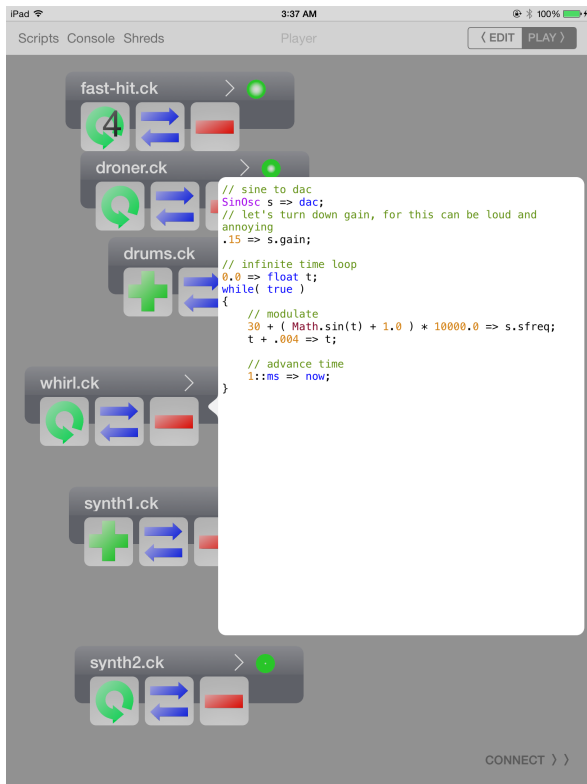 iPad 3:37 AM 100%
Scripts Console Shreds Player 〈 EDIT PLAY 〉
fast-hit.ck 〉
4
droner.ck 〉
drums.ck
whirl.ck 〉
synth1.ck
synth2.ck 〉
// sine to dac
SinOsc s => dac;
// let's turn down gain, for this can be loud and
annoying
.15 => s.gain;
// infinite time loop
0.0 => float t;
while( true )
{
    // modulate
    30 + ( Math.sin(t) + 1.0 ) * 10000.0 => s.sfreq;
    t + .004 => t;
    // advance time
    1::ms => now;
}
CONNECT 〉 〉